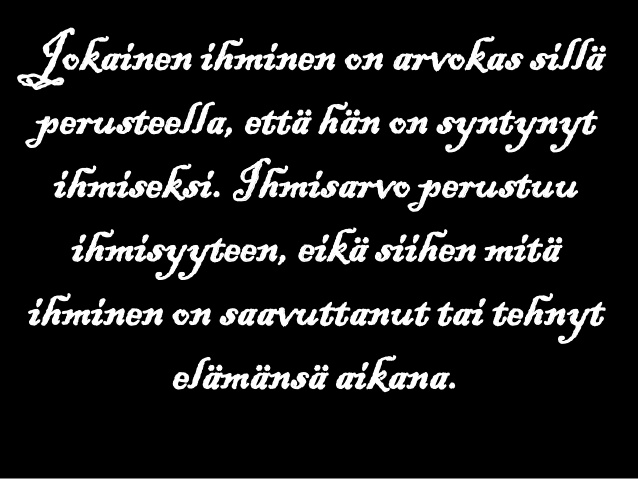 Jokainen ihminen on arvokas sillä
perusteella, että hän on syntynyt
ihmiseksi. Ihmisarvo perustuu
ihmisyyteen, eikä siihen mitä
ihminen on saavuttanut tai tehnyt
elämänsä aikana.